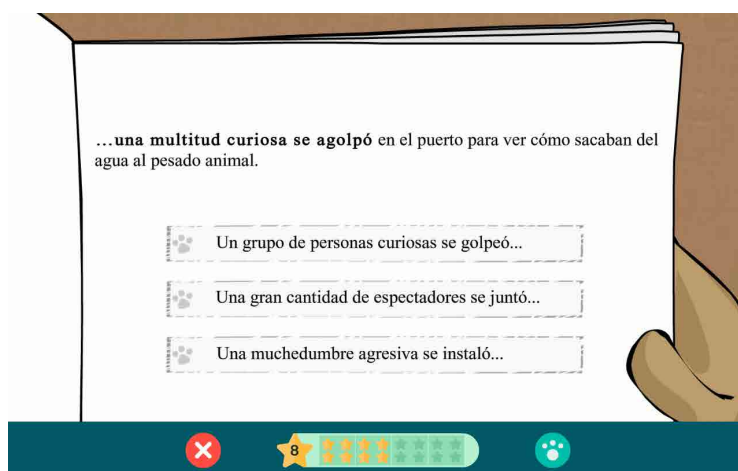 ...una multitud curiosa se agolpó en el puerto para ver cómo sacaban del
agua al pesado animal.
Un grupo de personas curiosas se golpeó...
Una gran cantidad de espectadores se juntó...
Una muchedumbre agresiva se instaló...
8